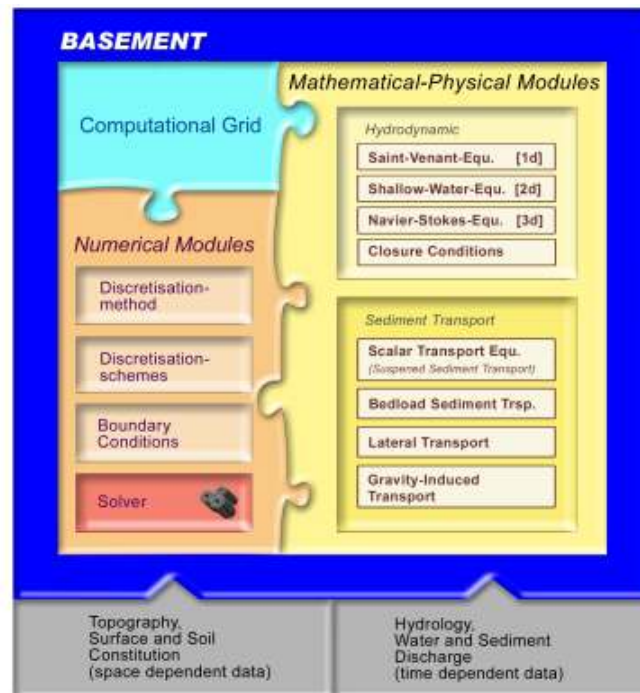 BASEMENT
Computational Grid
Numerical Modules
Discretisation-
method
Discretisation-
schemes
Boundary
Conditions
Solver
Mathematical-Physical Modules
Hydrodynamic
Saint-Venant-Equ. [1d]
Shallow-Water-Equ. [2d]
Navier-Stokes-Equ. [3d]
Closure Conditions
Sediment Transport
Scalar Transport Equ.
(Suspened Sediment Transport)
Bedload Sediment Trsp.
Lateral Transport
Gravity-Induced
Transport
Topography,
Surface and Soil
Constitution
(space dependent data)
Hydrology,
Water and Sediment
Discharge
(time dependent data)